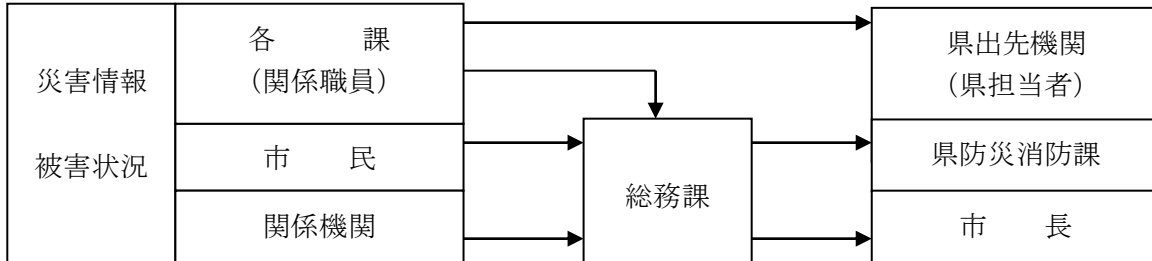 災害情報
被害状況
各　　課
（関係職員）
市　　民
関係機関
総務課
県出先機関
（県担当者）
県防災消防課
市　　長